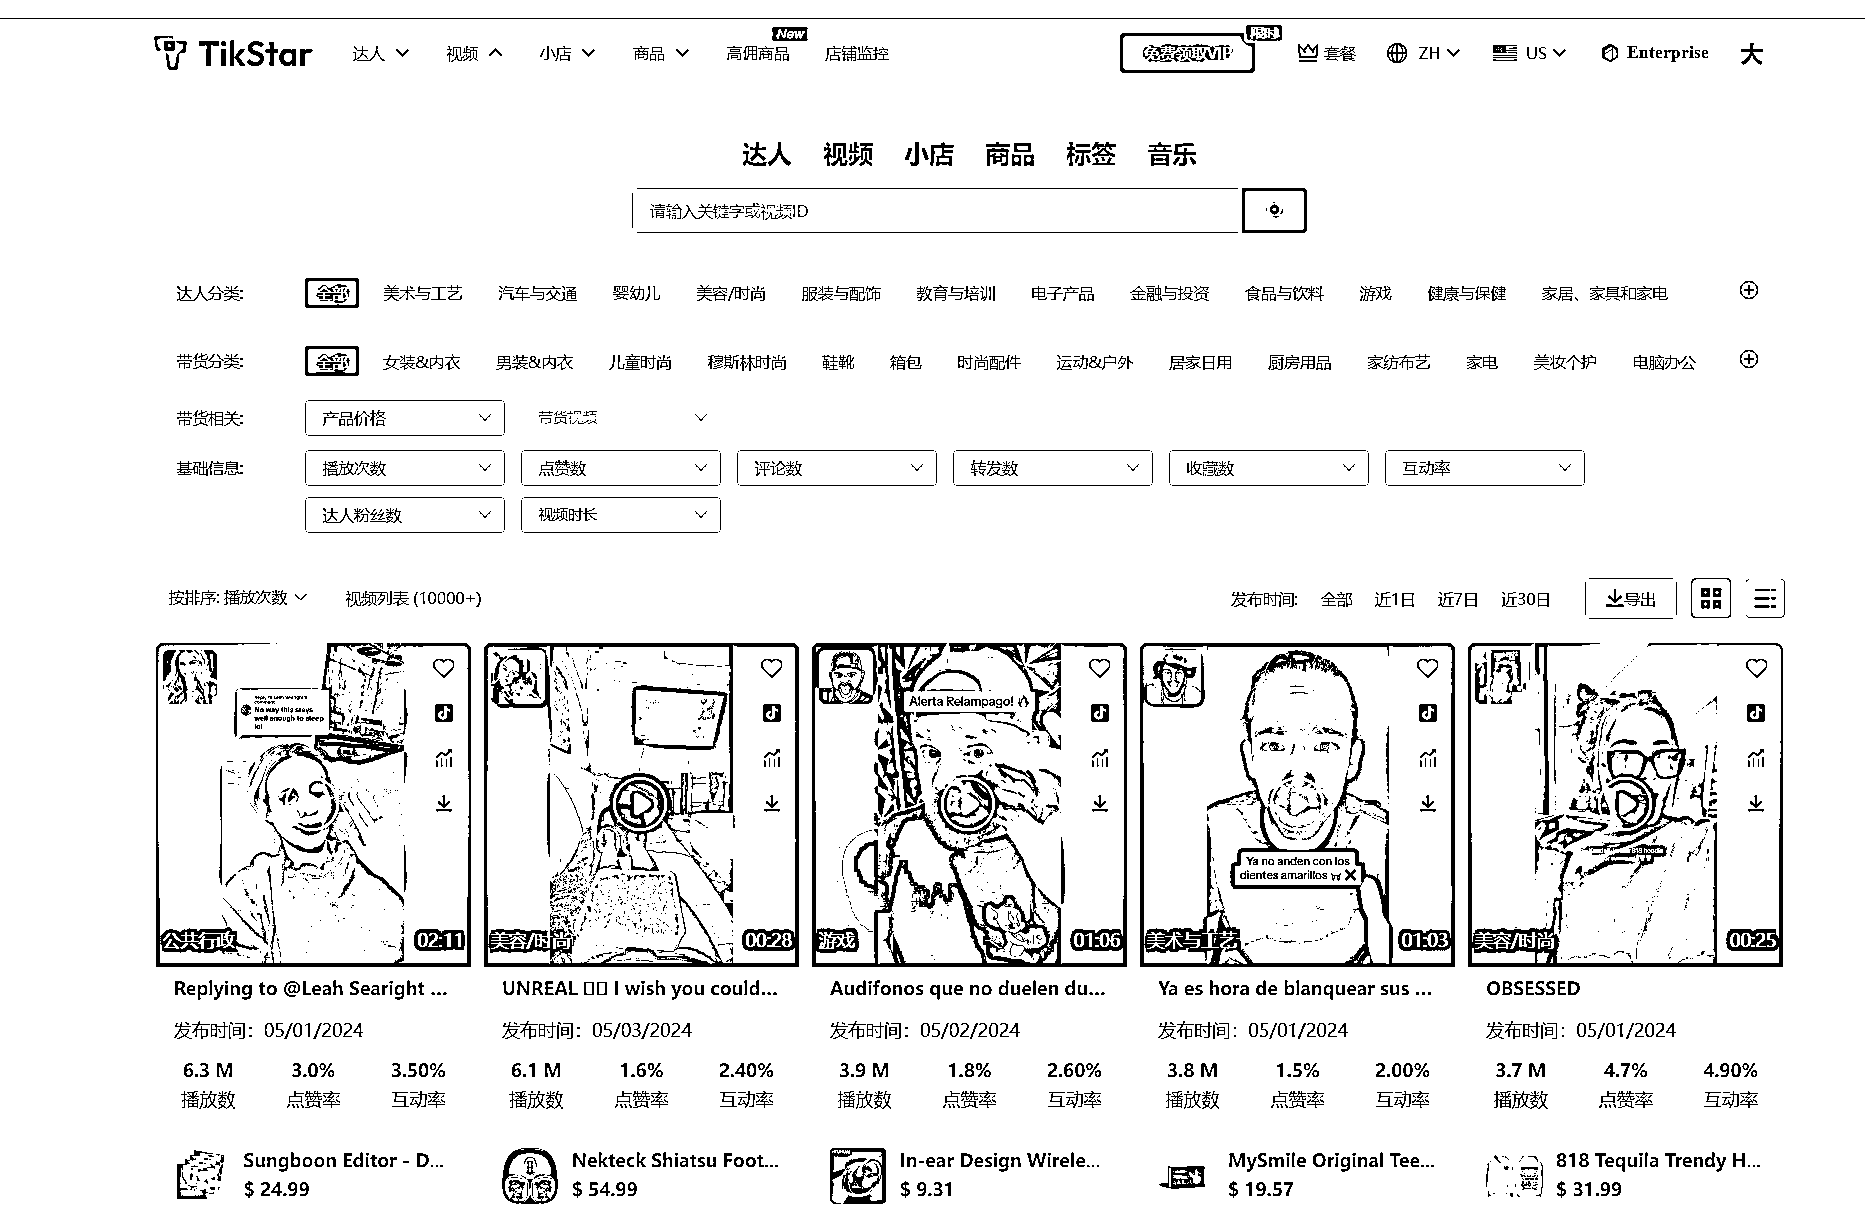 TikStar 达人 视频 小店 商品 高佣商品 New 店铺监控 免费领取VIP 限时 套餐 ZH US Enterprise 大
达人 视频 小店 商品 标签 音乐
请输入关键字或视频ID
达人分类: 全部 美术与工艺 汽车与交通 婴幼儿 美容/时尚 服装与配饰 教育与培训 电子产品 金融与投资 食品与饮料 游戏 健康与保健 家居、家具和家电
带货分类: 全部 女装&内衣 男装&内衣 儿童时尚 穆斯林时尚 鞋靴 箱包 时尚配件 运动&户外 居家日用 厨房用品 家纺布艺 家电 美妆个护 电脑办公
带货相关: 产品价格 带货视频
基础信息: 播放次数 点赞数 评论数 转发数 收藏数 互动率
达人粉丝数 视频时长
按排序: 播放次数 视频列表 (10000+) 发布时间: 全部 近1日 近7日 近30日 导出
No way this stays
well enough to sleep
lol
Alerta Relampago!
Ya no anden con los
dientes amarillos
公共行政 02:11 美容/时尚 00:28 游戏 01:06 美术与工艺 01:03 美容/时尚 00:25
Replying to @Leah Searight ... UNREAL I wish you could... Audífonos que no duelen du... Ya es hora de blanquear sus ... OBSESSED
发布时间：05/01/2024 发布时间：05/03/2024 发布时间：05/02/2024 发布时间：05/01/2024 发布时间：05/01/2024
6.3 M 3.0% 3.50% 6.1 M 1.6% 2.40% 3.9 M 1.8% 2.60% 3.8 M 1.5% 2.00% 3.7 M 4.7% 4.90%
播放数 点赞率 互动率 播放数 点赞率 互动率 播放数 点赞率 互动率 播放数 点赞率 互动率 播放数 点赞率 互动率
Sungboon Editor - D... Nekteck Shiatsu Foot... In-ear Design Wirele... MySmile Original Tee... 818 Tequila Trendy H...
$ 24.99 $ 54.99 $ 9.31 $ 19.57 $ 31.99